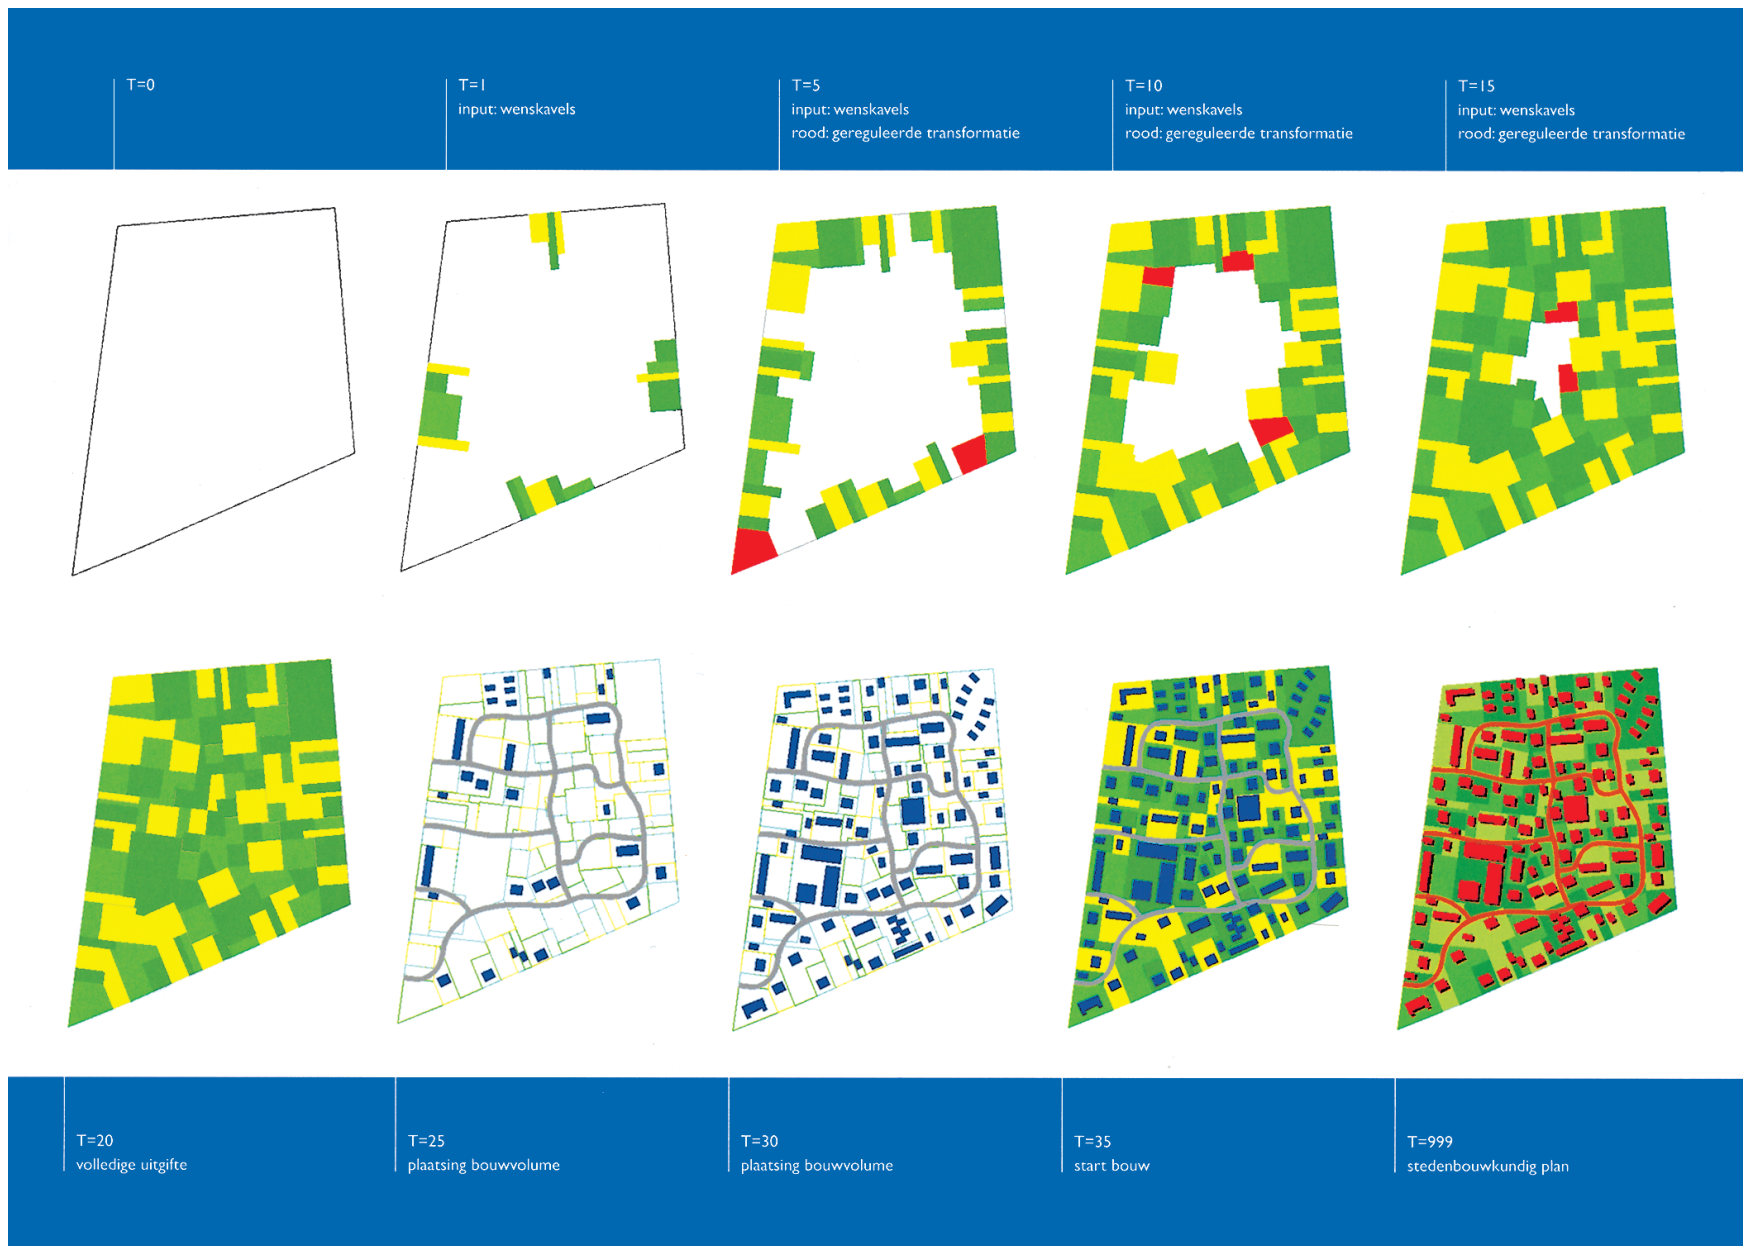 T=0
T=1
input: wenskavels
T=5
input: wenskavels
rood: gereguleerde transformatie
T=10
input: wenskavels
rood: gereguleerde transformatie
T=15
input: wenskavels
rood: gereguleerde transformatie
T=20
volledige uitgifte
T=25
plaatsing bouwvolume
T=30
plaatsing bouwvolume
T=35
start bouw
T=999
stedenbouwkundig plan